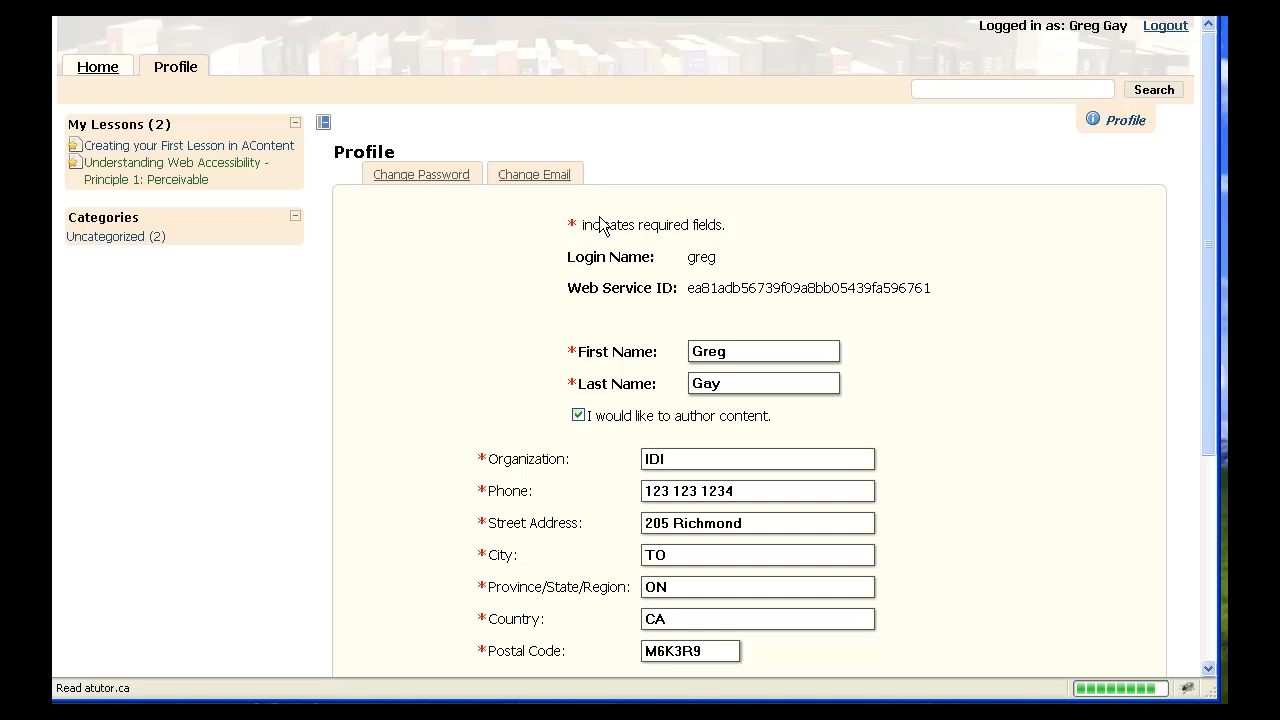 Logged in as: Greg Gay Logout
Home Profile
Search
Profile
My Lessons (2)
Creating your First Lesson in AContent
Understanding Web Accessibility -
Principle 1: Perceivable
Categories
Uncategorized (2)
Profile
Change Password Change Email
* indicates required fields.
Login Name: greg
Web Service ID: ea81adb56739f09a8bb05439fa596761
*First Name: Greg
*Last Name: Gay
I would like to author content.
*Organization: IDI
*Phone: 123 123 1234
*Street Address: 205 Richmond
*City: TO
*Province/State/Region: ON
*Country: CA
*Postal Code: M6K3R9
Read atutor.ca